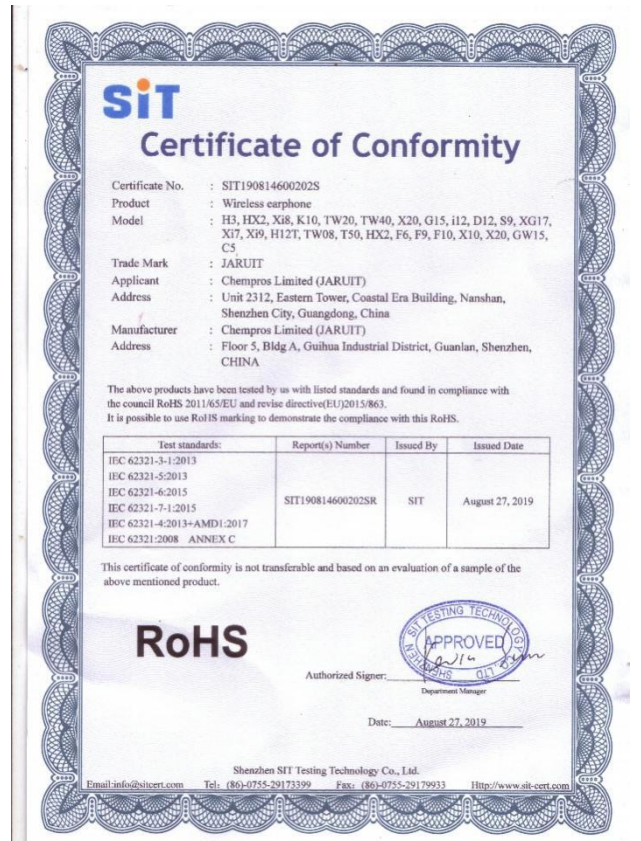 SiT
Certificate of Conformity
Certificate No. : SIT190814600202S
Product : Wireless earphone
Model : H3, HX2, Xi8, K10, TW20, TW40, X20, G15, i12, D12, S9, XG17,
Xi7, Xi9, H12T, TW08, T50, HX2, F6, F9, F10, X10, X20, GW15,
C5
Trade Mark : JARUIT
Applicant : Chempros Limited (JARUIT)
Address : Unit 2312, Eastern Tower, Coastal Era Building, Nanshan,
Shenzhen City, Guangdong, China
Manufacturer : Chempros Limited (JARUIT)
Address : Floor 5, Bldg A, Guihua Industrial District, Guanlan, Shenzhen,
CHINA
The above products have been tested by us with listed standards and found in compliance with
the council RoHS 2011/65/EU and revise directive(EU)2015/863.
It is possible to use RoHS marking to demonstrate the compliance with this RoHS.
Test standards: Report(s) Number Issued By Issued Date
IEC 62321-3-1:2013
IEC 62321-5:2013
IEC 62321-6:2015
IEC 62321-7-1:2015
IEC 62321-4:2013+AMD1:2017
IEC 62321:2008 ANNEX C
SIT190814600202SR SIT August 27, 2019
This certificate of conformity is not transferable and based on an evaluation of a sample of the
above mentioned product.
RoHS
SHENZHEN SIT TESTING TECHNOLOGY CO., LTD
APPROVED
Authorized Signer:
Department Manager
Date: August 27, 2019
Shenzhen SIT Testing Technology Co., Ltd.
Email:info@sitcert.com Tel: (86)-0755-29173399 Fax: (86)-0755-29179933 Http://www.sit-cert.com